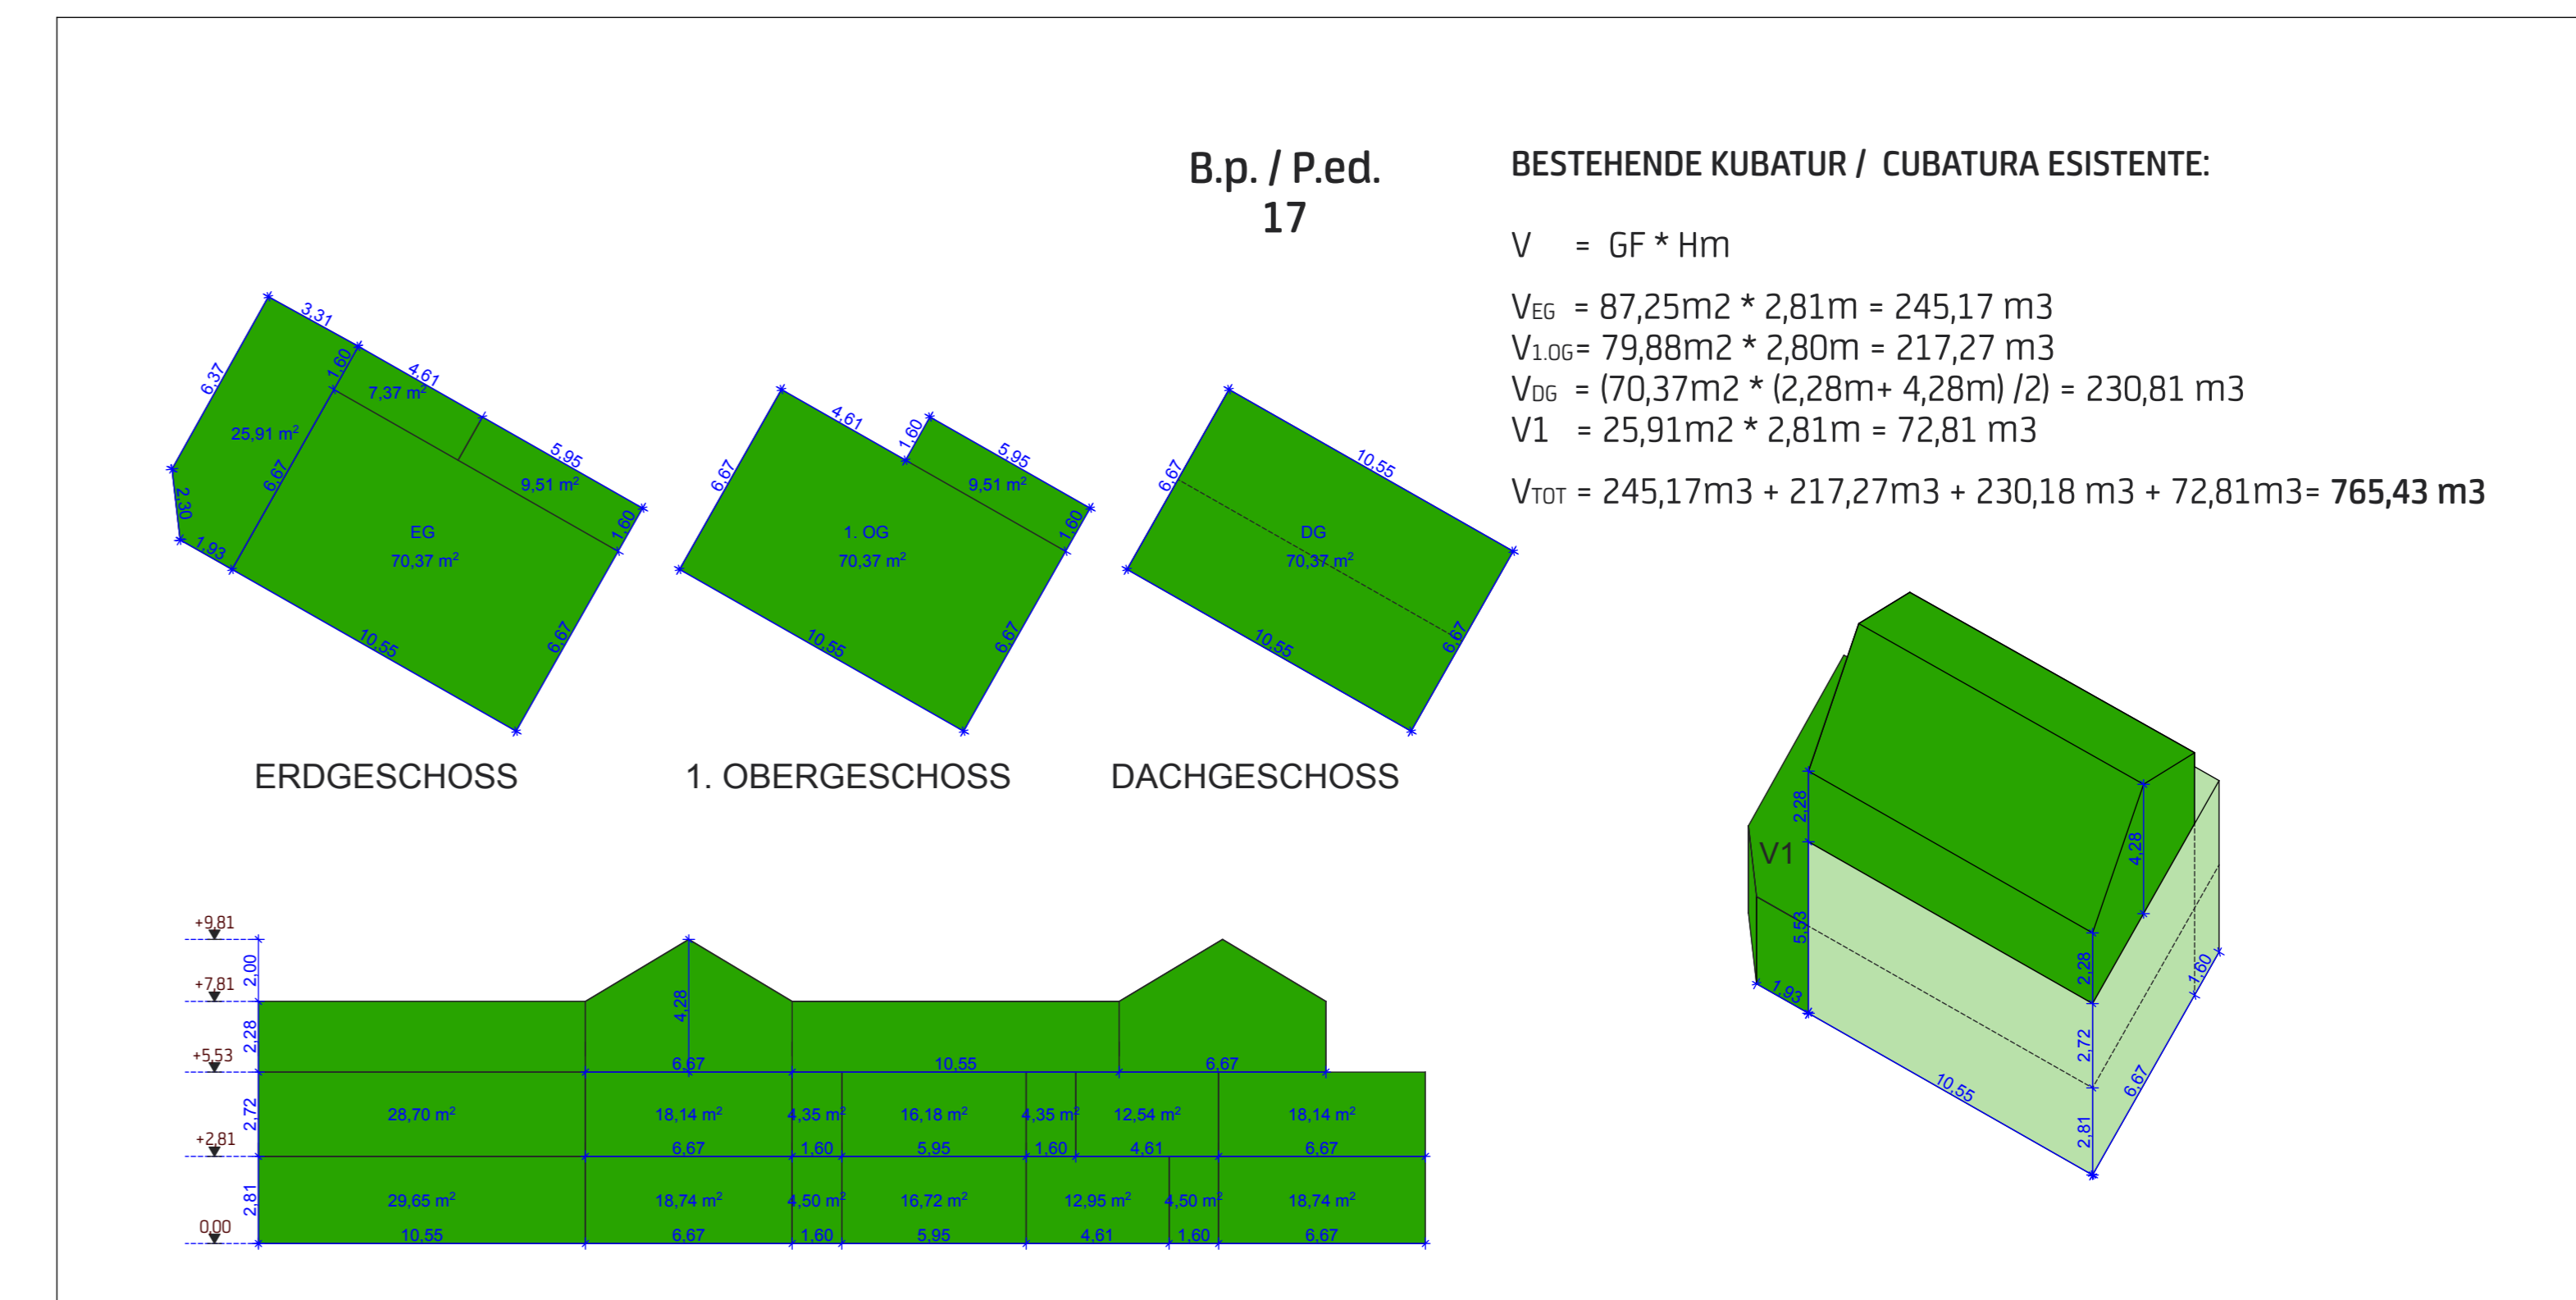 B.p. / P.ed.
17
BESTEHENDE KUBATUR / CUBATURA ESISTENTE:
V = GF * Hm
VEG = 87,25m2 * 2,81m = 245,17 m3
V1.OG= 79,88m2 * 2,80m = 217,27 m3
VDG = (70,37m2 * (2,28m+ 4,28m) /2) = 230,81 m3
V1 = 25,91m2 * 2,81m = 72,81 m3
VTOT = 245,17m3 + 217,27m3 + 230,18 m3 + 72,81m3= 765,43 m3
3,31
1,60
4,61
6,37
7,37 m²
25,91 m²
5,95
6,67
9,51 m²
2,30
1,60
EG
1,93
70,37 m²
10,55
6,67
ERDGESCHOSS
4,61
1,60
5,95
6,67
9,51 m²
1,60
1. OG
70,37 m²
10,55
6,67
1. OBERGESCHOSS
10,55
6,67
DG
70,37 m²
10,55
6,67
DACHGESCHOSS
+9,81
2,00
+7,81
4,28
2,28
+5,53
6,67
10,55
6,67
2,72
28,70 m²
18,14 m²
4,35 m²
16,18 m²
4,35 m²
12,54 m²
18,14 m²
+2,81
6,67
1,60
5,95
1,60
4,61
6,67
2,81
29,65 m²
18,74 m²
4,50 m²
16,72 m²
12,95 m²
4,50 m²
18,74 m²
0,00
10,55
6,67
1,60
5,95
4,61
1,60
6,67
2,28
V1
4,28
5,53
2,28
1,93
1,60
2,72
10,55
6,67
2,81